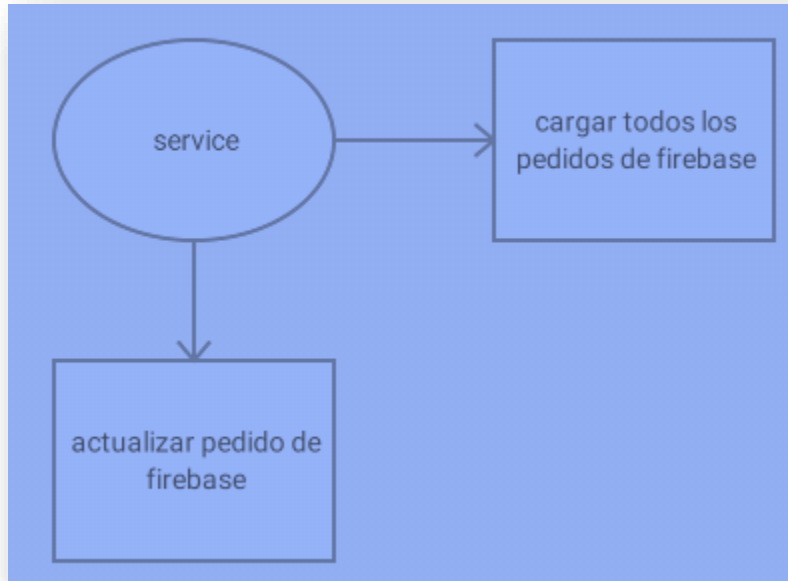 service
cargar todos los
pedidos de firebase
actualizar pedido de
firebase